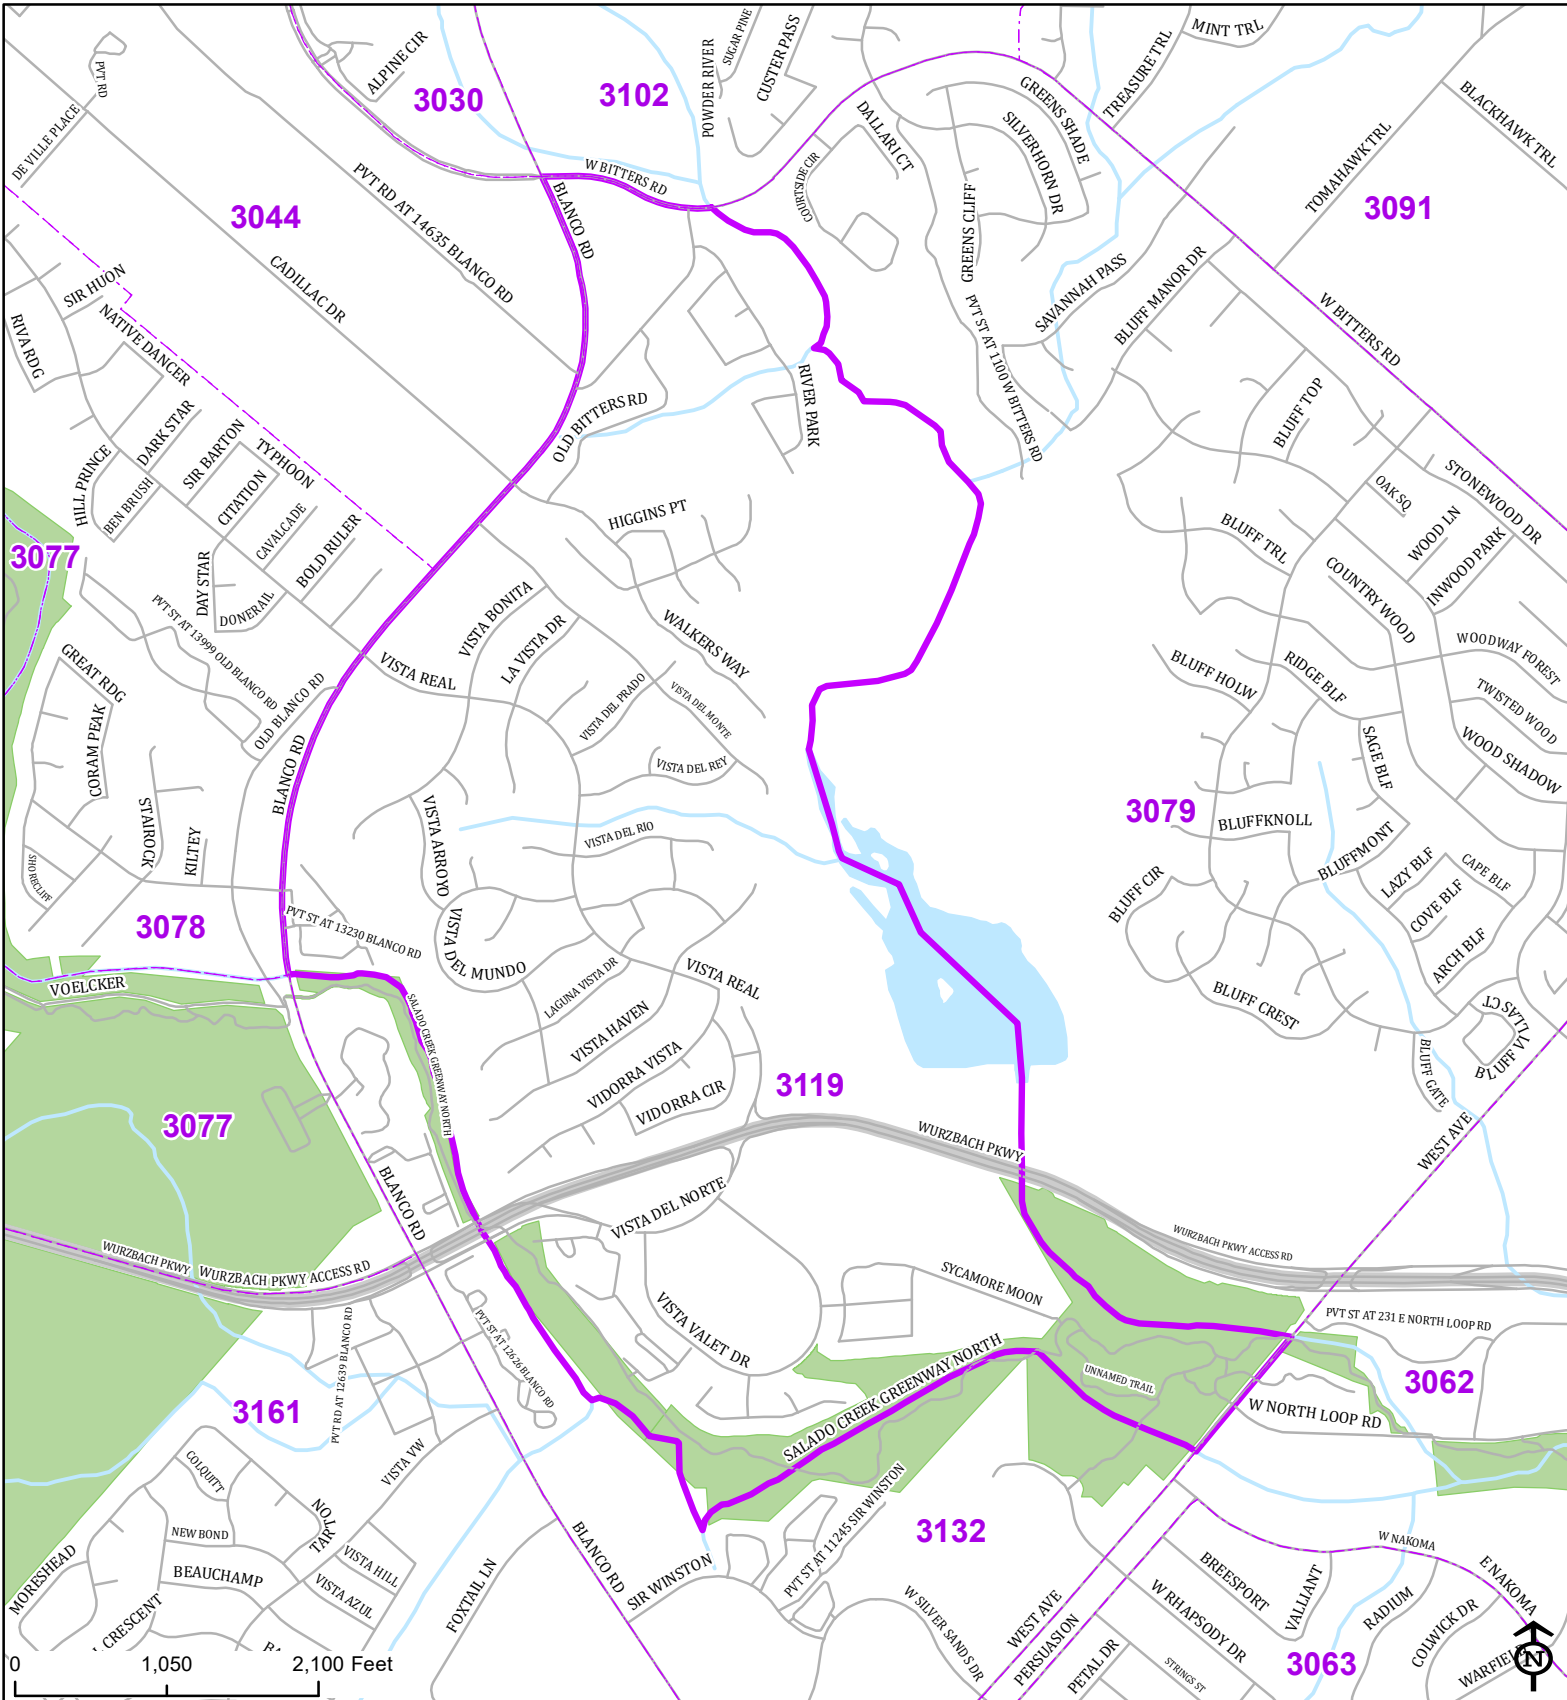 MINT TRL
SUGAR PINE
CUSTER PASS
POWDER RIVER
ALPINE CIR
PVT RD
3030
3102
TREASURE TRL
GREENS SHADE
BLACKHAWK TRL
DE VILLE PLACE
DALLARI CT
SILVERHORN DR
TOMAHAWK TRL
W BITTERS RD
COURTSIDE CIR
3044
PVT RD AT 14635 BLANCO RD
BLANCO RD
GREENS CLIFF
3091
SIR HUON
CADILLAC DR
SAVANNAH PASS
BLUFF MANOR DR
RIVA RDG
NATIVE DANCER
PVT ST AT 1100 W BITTERS RD
W BITTERS RD
RIVER PARK
OLD BITTERS RD
BLUFF TOP
DARK STAR
SIR BARTON
TYPHOON
HILL PRINCE
BEN BRUSH
CITATION
OAK SQ
STONEWOOD DR
CAVALCADE
HIGGINS PT
BLUFF TRL
WOOD LN
INWOOD PARK
3077
BOLD RULER
DAY STAR
DONERAIL
COUNTRY WOOD
VISTA BONITA
PVT ST AT 13999 OLD BLANCO RD
LA VISTA DR
WALKERS WAY
WOODWAY FOREST
GREAT RDG
VISTA REAL
BLUFF HOLW
RIDGE BLF
TWISTED WOOD
OLD BLANCO RD
VISTA DEL PRADO
VISTA DEL MONTE
CORAM PEAK
SAGE BLF
WOOD SHADOW
BLANCO RD
VISTA DEL REY
STAIROCK
KILTEY
VISTA ARROYO
VISTA DEL RIO
3079
BLUFFKNOLL
BLUFFMONT
SHORECLIFF
LAZY BLF
CAPE BLF
BLUFF CIR
COVE BLF
3078
PVT ST AT 13230 BLANCO RD
VISTA DEL MUNDO
ARCH BLF
VOELCKER
LAGUNA VISTA DR
VISTA REAL
BLUFF CREST
SALADO CREEK GREENWAY NORTH
VISTA HAVEN
BLUFF VILLAS CT
VIDORRA VISTA
BLUFF GATE
3119
VIDORRA CIR
3077
WURZBACH PKWY
WEST AVE
BLANCO RD
VISTA DEL NORTE
WURZBACH PKWY
WURZBACH PKWY ACCESS RD
WURZBACH PKWY ACCESS RD
SYCAMORE MOON
PVT ST AT 12626 BLANCO RD
VISTA VALET DR
PVT ST AT 231 E NORTH LOOP RD
PVT RD AT 12639 BLANCO RD
SALADO CREEK GREENWAY NORTH
UNNAMED TRAIL
3062
3161
W NORTH LOOP RD
VISTA VW
COLQUITT
TARLTON
PVT ST AT 11245 SIR WINSTON
3132
NEW BOND
BLANCO RD
W NAKOMA
MORESHEAD
BEAUCHAMP
VISTA HILL
VISTA AZUL
FOXTAIL LN
SIR WINSTON
BREESPORT
E NAKOMA
VALLIANT
W SILVER SANDS DR
WEST AVE
W RHAPSODY DR
RADIUM
COLWICK DR
L CRESCENT
PERSUASION
PETAL DR
STRINGS ST
3063
WARFIELD
N
0 1,050 2,100 Feet